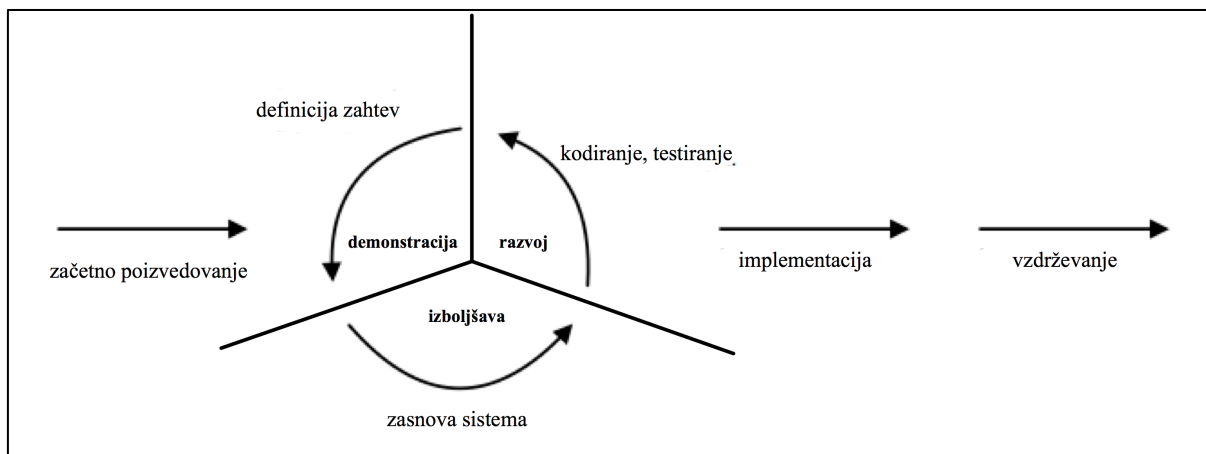 definicija zahtev
kodiranje, testiranje
demonstracija
razvoj
začetno poizvedovanje
implementacija
vzdrževanje
izboljšava
zasnova sistema